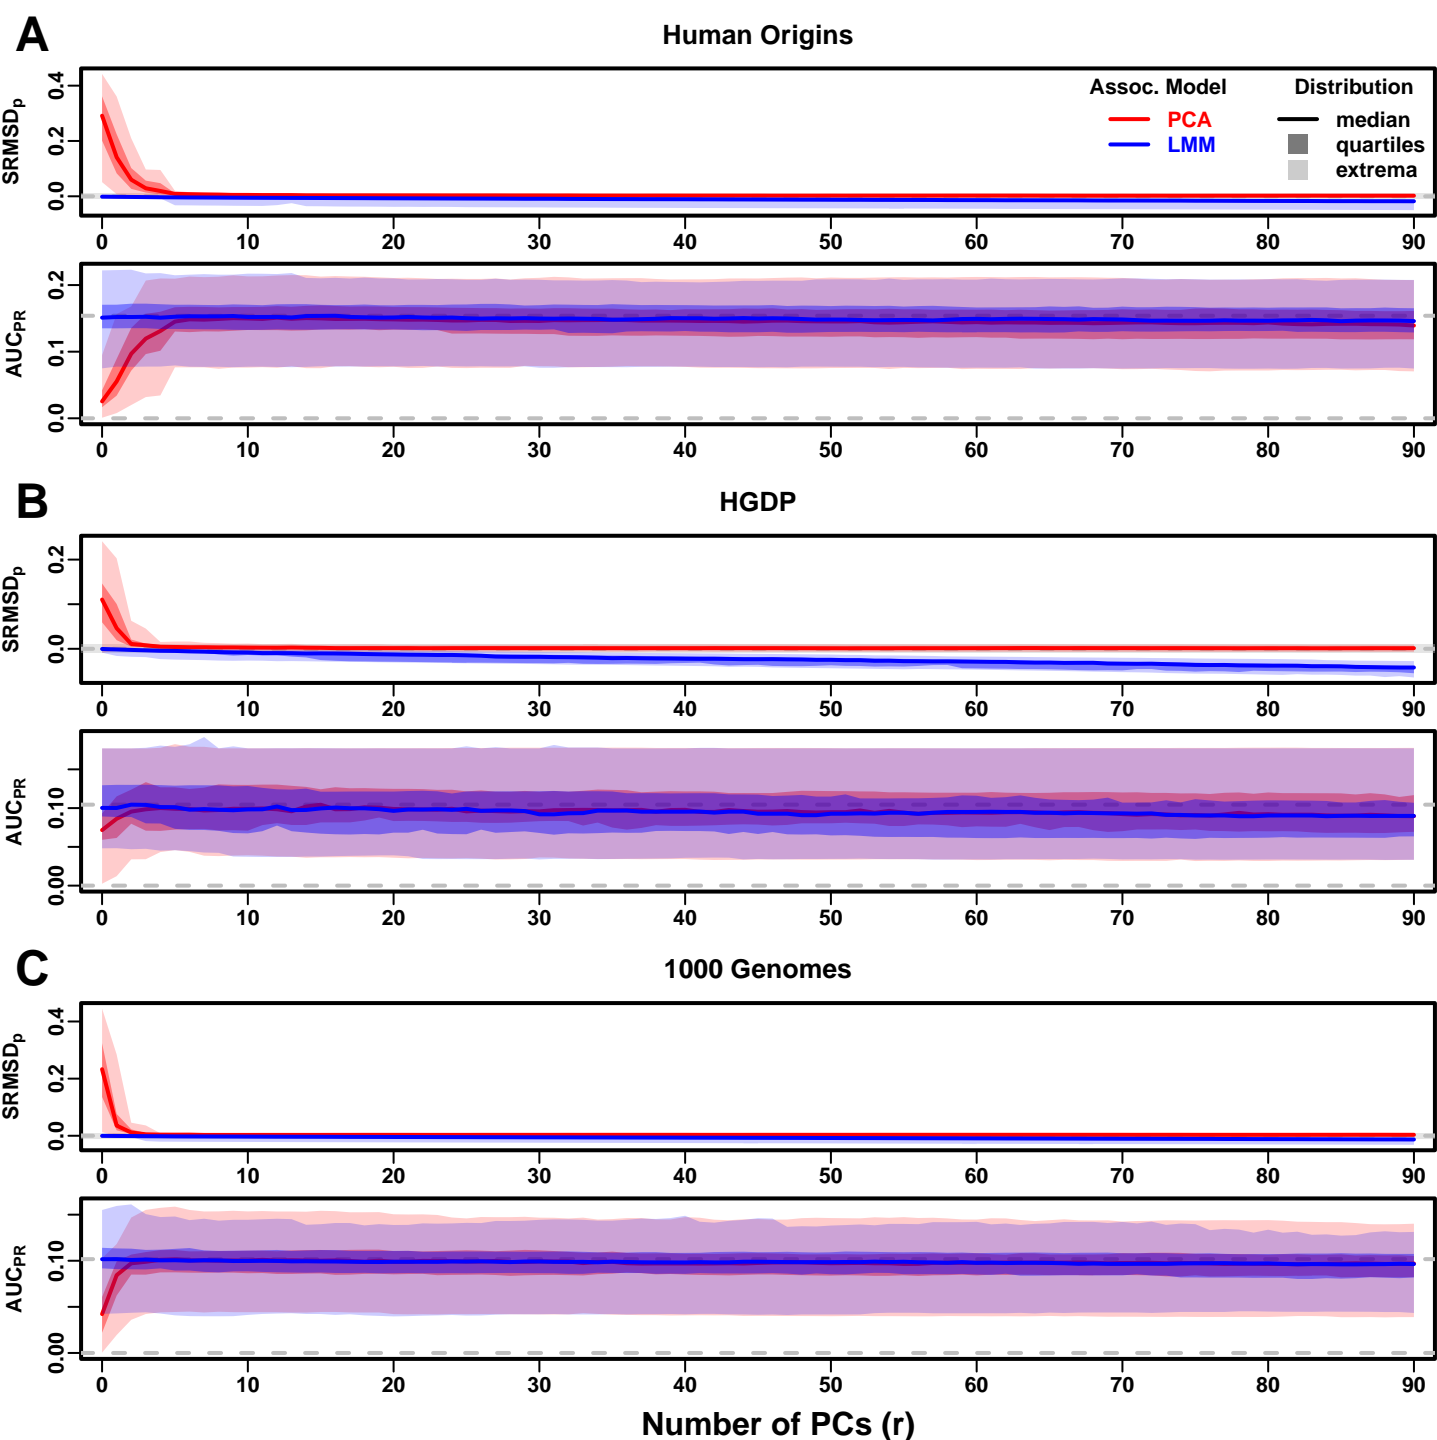 A
Human Origins
SRMSDp
0.0 0.2 0.4
Assoc. Model
PCA
LMM
Distribution
median
quartiles
extrema
0 10 20 30 40 50 60 70 80 90
AUCPR
0.0 0.1 0.2
0 10 20 30 40 50 60 70 80 90
B
HGDP
SRMSDp
0.0 0.2
0 10 20 30 40 50 60 70 80 90
AUCPR
0.00 0.10
0 10 20 30 40 50 60 70 80 90
C
1000 Genomes
SRMSDp
0.0 0.2 0.4
0 10 20 30 40 50 60 70 80 90
AUCPR
0.00 0.10
0 10 20 30 40 50 60 70 80 90
Number of PCs (r)